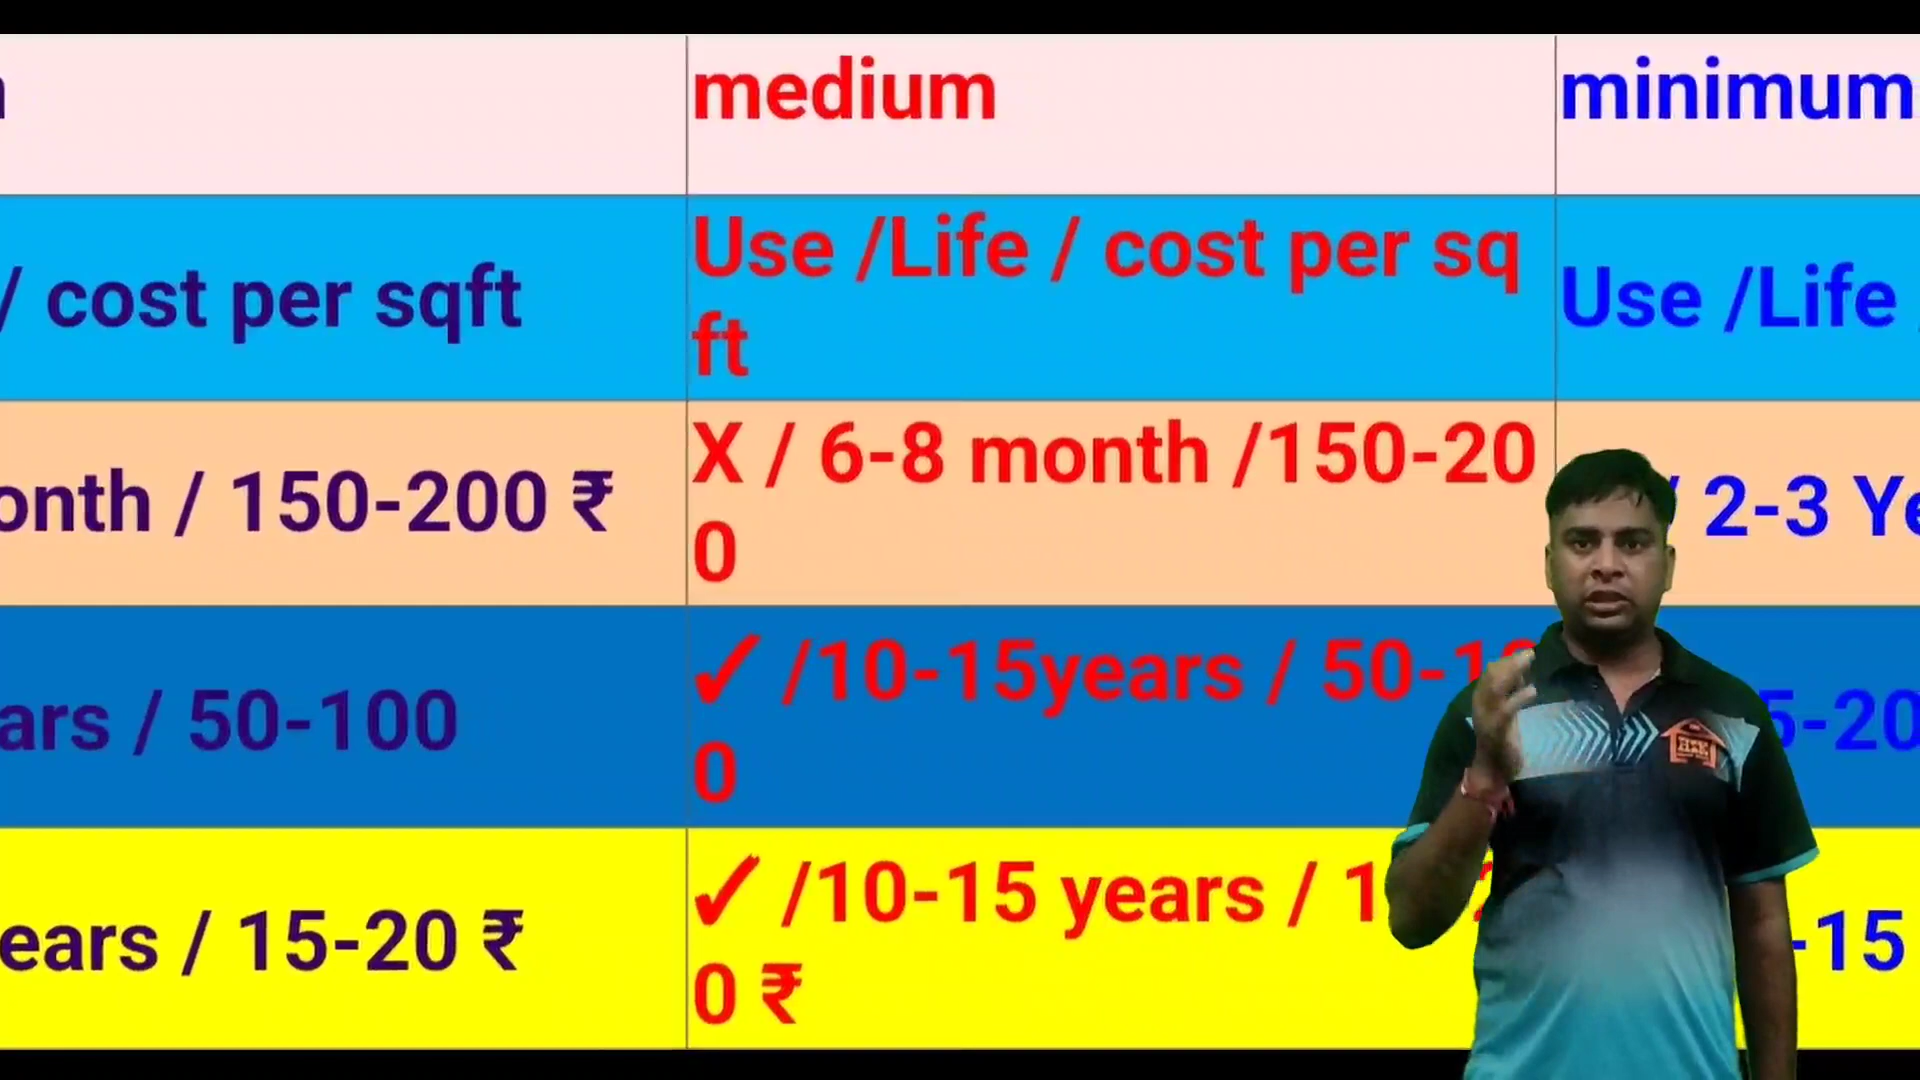 medium
minimum
/ cost per sqft
Use /Life / cost per sq
ft
Use /Life
onth / 150-200 ₹
X / 6-8 month /150-20
0
/ 2-3 Ye
ars / 50-100
✓ /10-15years / 50-10
0
5-20
ears / 15-20 ₹
✓ /10-15 years / 1
0 ₹
-15